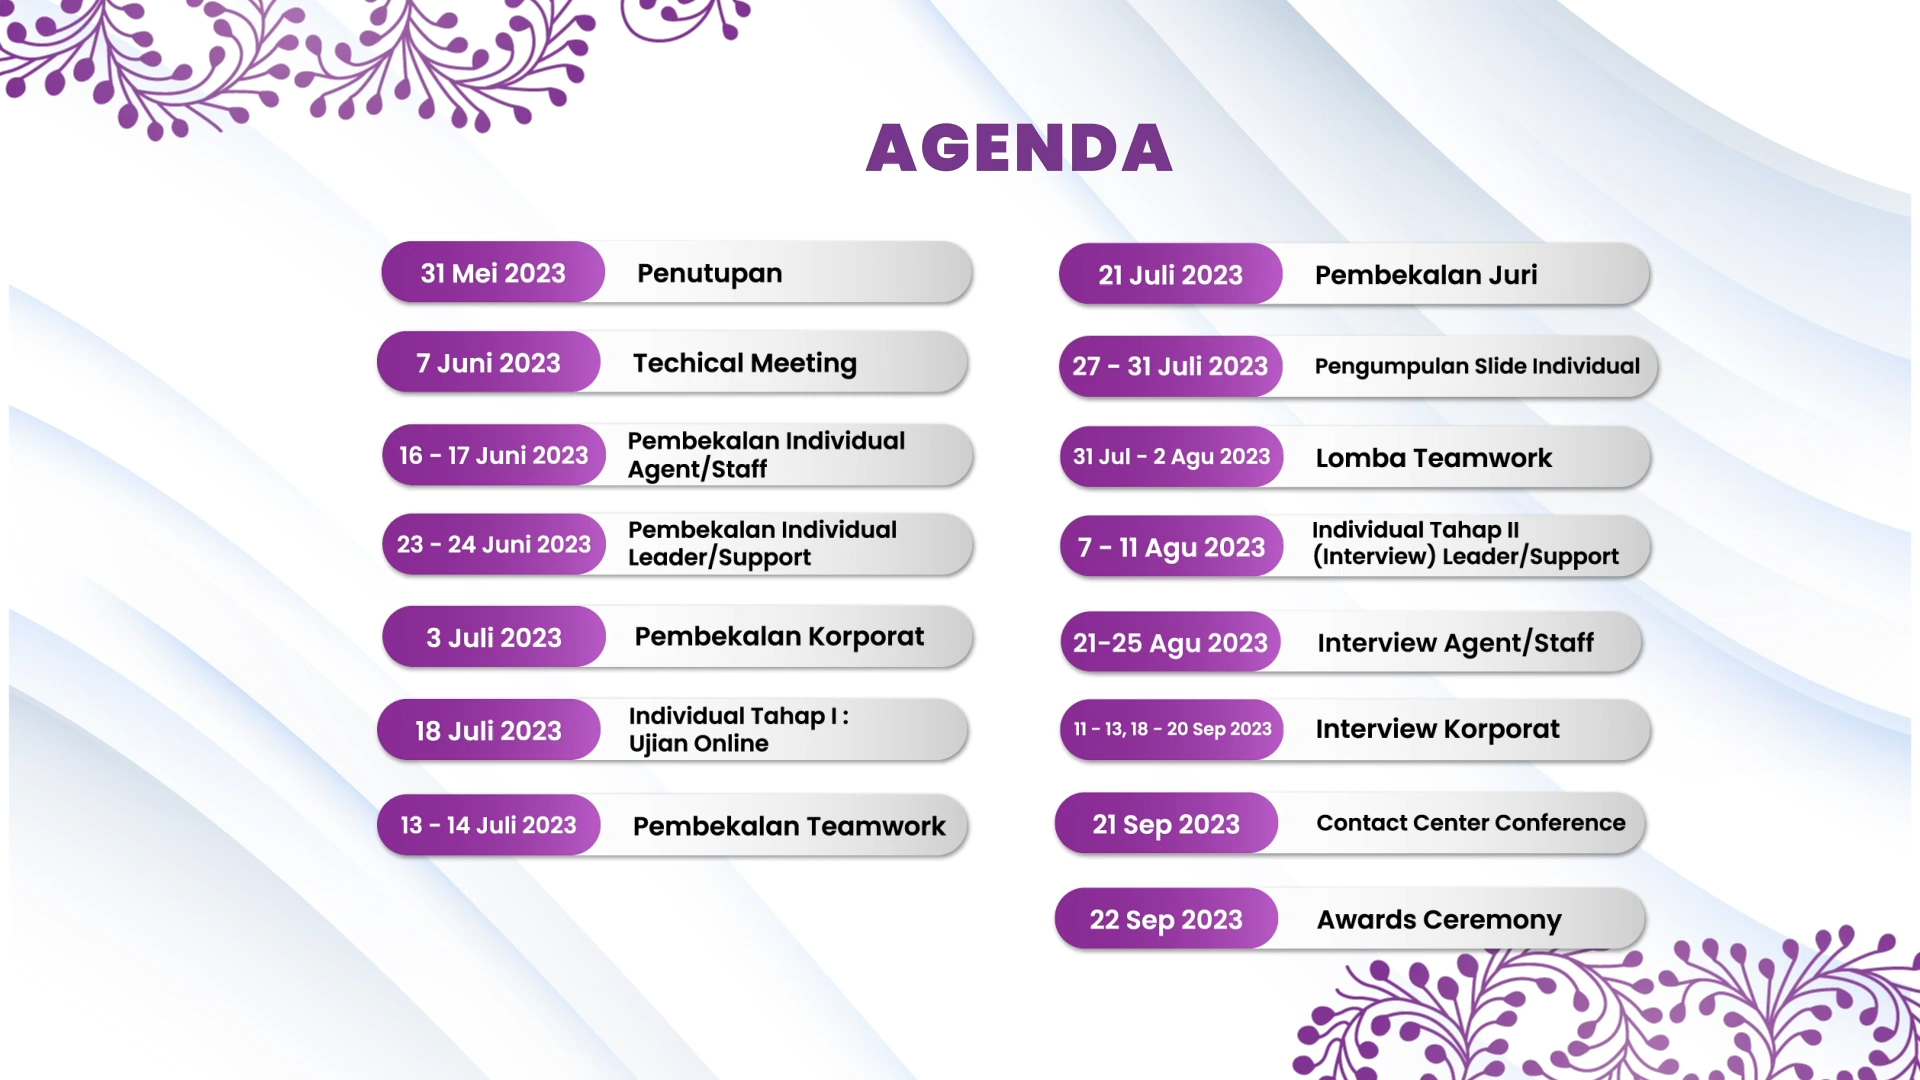 AGENDA
31 Mei 2023
Penutupan
7 Juni 2023
Techical Meeting
16 - 17 Juni 2023
Pembekalan Individual
Agent/Staff
23 - 24 Juni 2023
Pembekalan Individual
Leader/Support
3 Juli 2023
Pembekalan Korporat
18 Juli 2023
Individual Tahap I :
Ujian Online
13 - 14 Juli 2023
Pembekalan Teamwork
21 Juli 2023
Pembekalan Juri
27 - 31 Juli 2023
Pengumpulan Slide Individual
31 Jul - 2 Agu 2023
Lomba Teamwork
7 - 11 Agu 2023
Individual Tahap II
(Interview) Leader/Support
21-25 Agu 2023
Interview Agent/Staff
11 - 13, 18 - 20 Sep 2023
Interview Korporat
21 Sep 2023
Contact Center Conference
22 Sep 2023
Awards Ceremony